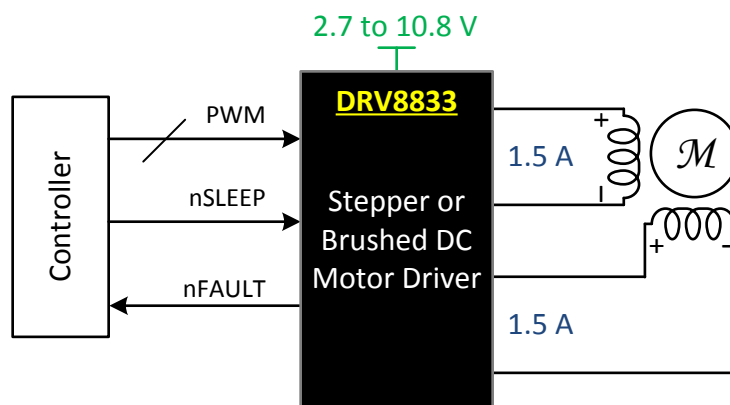 2.7 to 10.8 V
DRV8833
Controller
PWM
nSLEEP
nFAULT
Stepper or
Brushed DC
Motor Driver
1.5 A
+
–
M
+
-
1.5 A